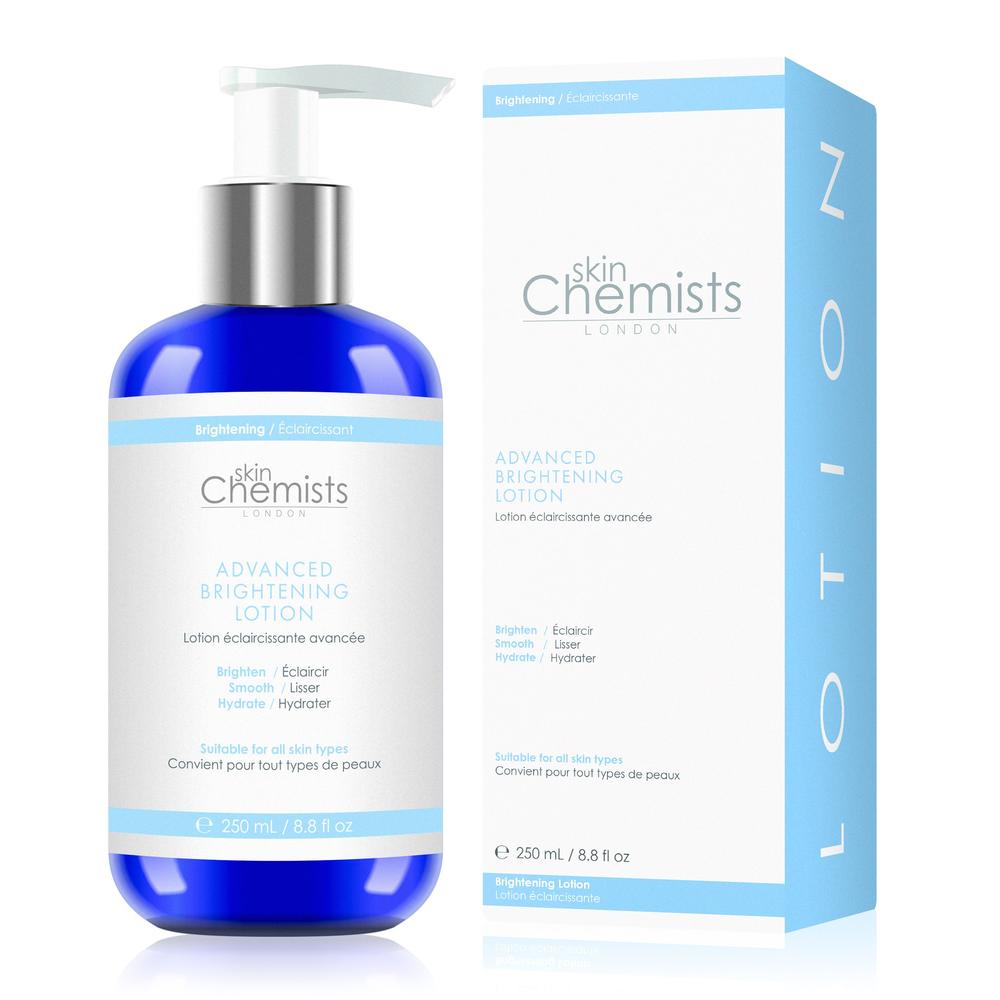 Brightening / Éclaircissant
skin
Chemists
LONDON
ADVANCED
BRIGHTENING
LOTION
Lotion éclaircissante avancée
Brighten / Éclaircir
Smooth / Lisser
Hydrate / Hydrater
Suitable for all skin types
Convient pour tout types de peaux
℮ 250 mL / 8.8 fl oz
Brightening / Éclaircissante
skin
Chemists
LONDON
ADVANCED
BRIGHTENING
LOTION
Lotion éclaircissante avancée
Brighten / Éclaircir
Smooth / Lisser
Hydrate / Hydrater
Suitable for all skin types
Convient pour tout types de peaux
℮ 250 mL / 8.8 fl oz
Brightening Lotion
Lotion éclaircissante
LOTION